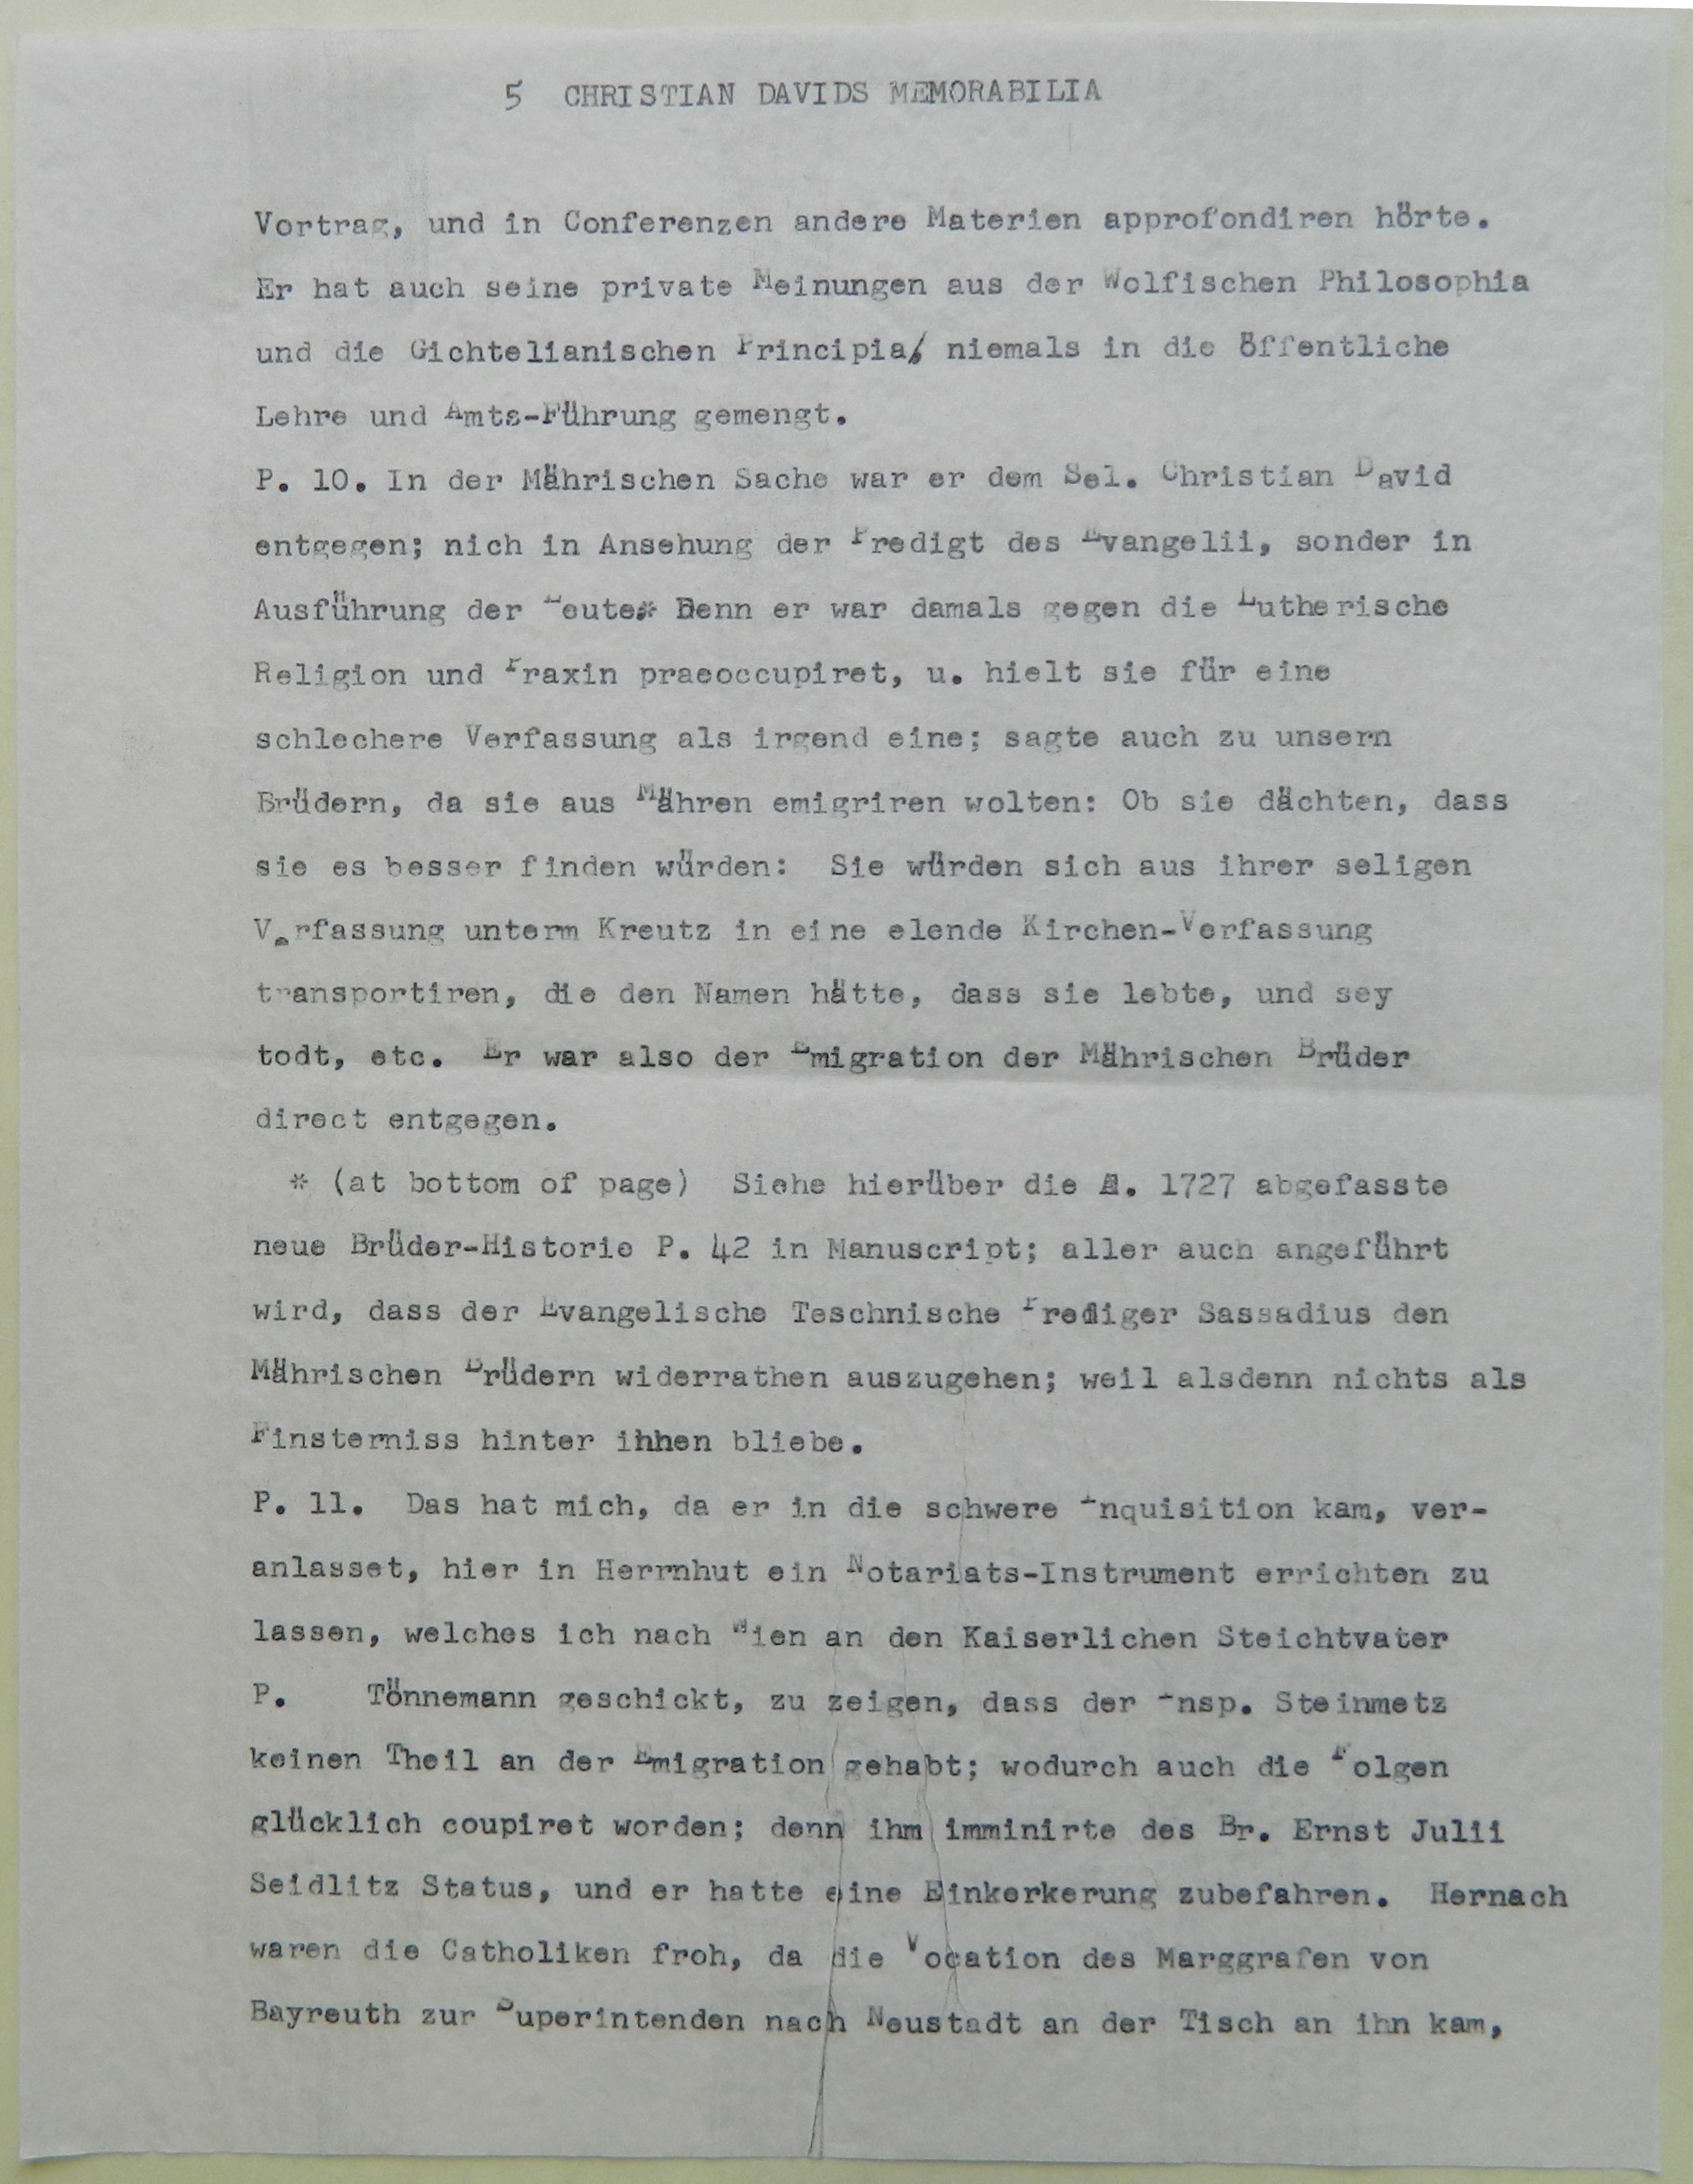 5 CHRISTIAN DAVIDS MEMORABILIA
Vortrag, und in Conferenzen andere Materien approfondiren hörte.
Er hat auch seine private Meinungen aus der Wolfischen Philosophia
und die Gichtelianischen Principia, niemals in die öffentliche
Lehre und Amts-Führung gemengt.
P. 10. In der Mährischen Sache war er dem Sel. Christian David
entgegen; nich in Ansehung der Predigt des Evangelii, sonder in
Ausführung der Leute.* Denn er war damals gegen die Lutherische
Religion und Praxin praeoccupiret, u. hielt sie für eine
schlechere Verfassung als irgend eine; sagte auch zu unsern
Brüdern, da sie aus Mähren emigriren wolten: Ob sie dächten, dass
sie es besser finden würden: Sie würden sich aus ihrer seligen
Verfassung unterm Kreutz in eine elende Kirchen-Verfassung
transportiren, die den Namen hätte, dass sie lebte, und sey
todt, etc. Er war also der Emigration der Mährischen Brüder
direct entgegen.
* (at bottom of page) Siehe hierüber die A. 1727 abgefasste
neue Brüder-Historie P. 42 in Manuscript; aller auch angeführt
wird, dass der Evangelische Teschnische Prediger Sassadius den
Mährischen Brüdern widerrathen auszugehen; weil alsdenn nichts als
Finsterniss hinter ihnen bliebe.
P. 11. Das hat mich, da er in die schwere Inquisition kam, ver-
anlasset, hier in Herrnhut ein Notariats-Instrument errichten zu
lassen, welches ich nach Wien an den Kaiserlichen Steichtvater
P. Tönnemann geschickt, zu zeigen, dass der Insp. Steinmetz
keinen Theil an der Emigration gehabt; wodurch auch die Folgen
glücklich coupiret worden; denn ihm imminirte des Br. Ernst Julii
Seidlitz Status, und er hatte eine Einkerkerung zubefahren. Hernach
waren die Catholiken froh, da die Vocation des Marggrafen von
Bayreuth zur Superintenden nach Neustadt an der Tisch an ihn kam,